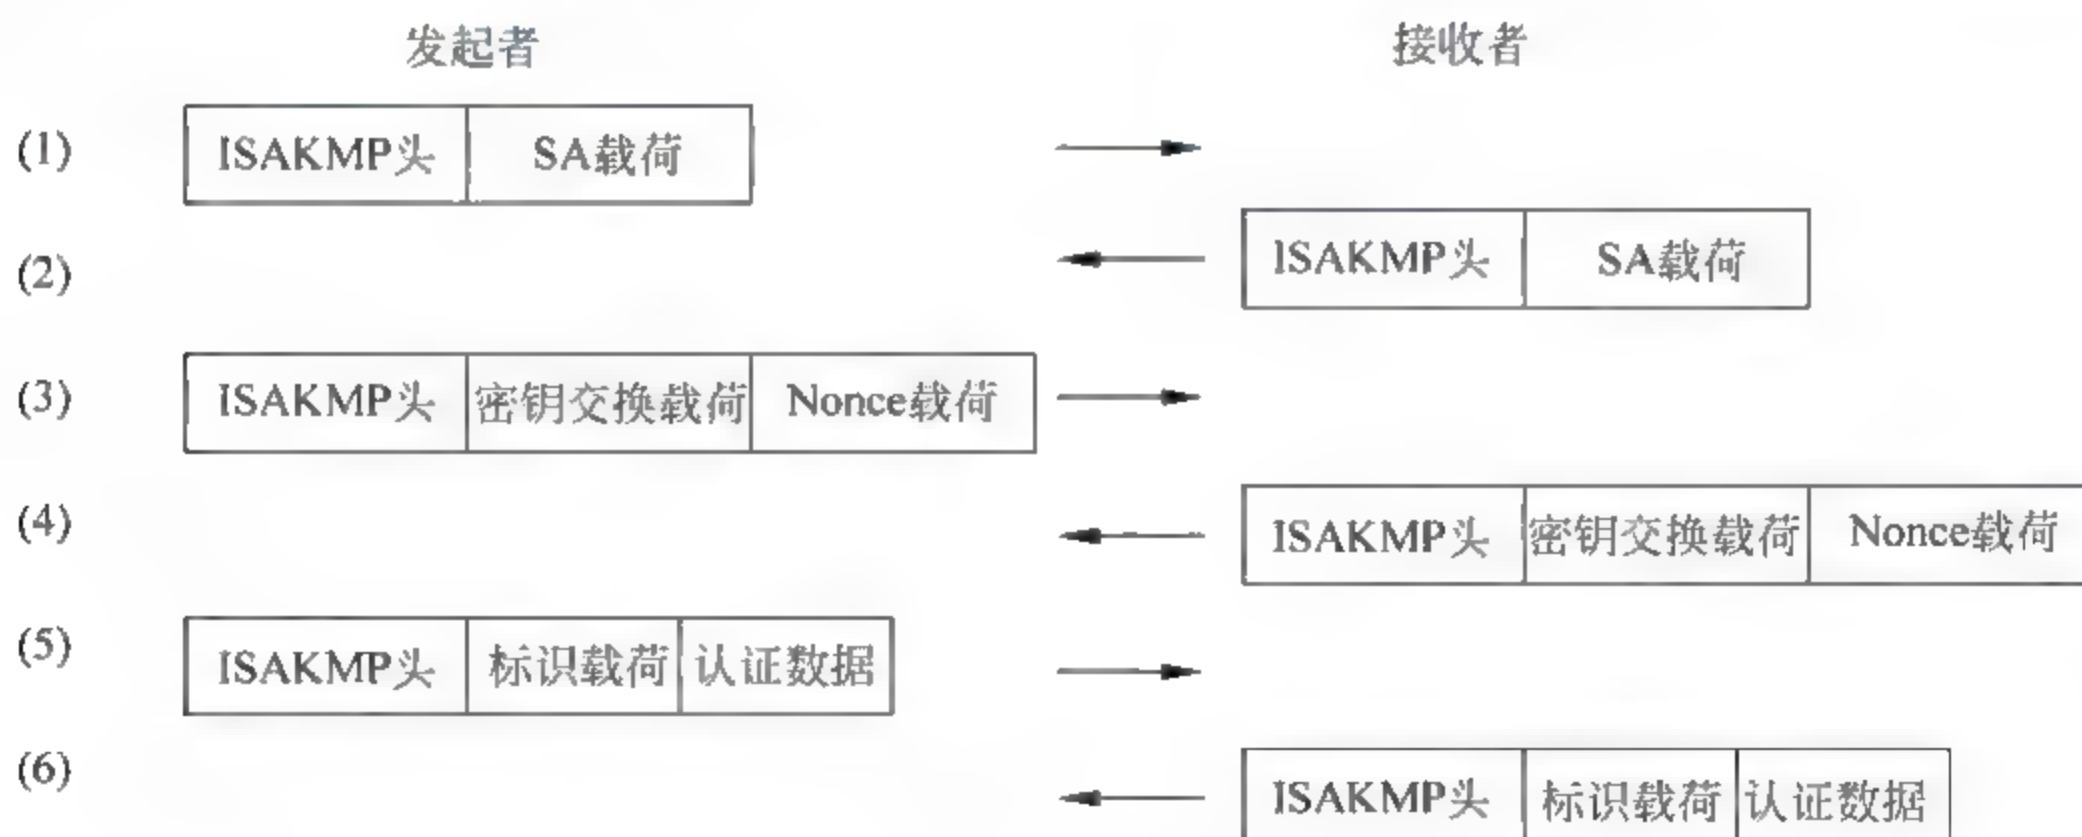 发起者 接收者
(1) ISAKMP头 SA载荷
(2) ISAKMP头 SA载荷
(3) ISAKMP头 密钥交换载荷 Nonce载荷
(4) ISAKMP头 密钥交换载荷 Nonce载荷
(5) ISAKMP头 标识载荷 认证数据
(6) ISAKMP头 标识载荷 认证数据